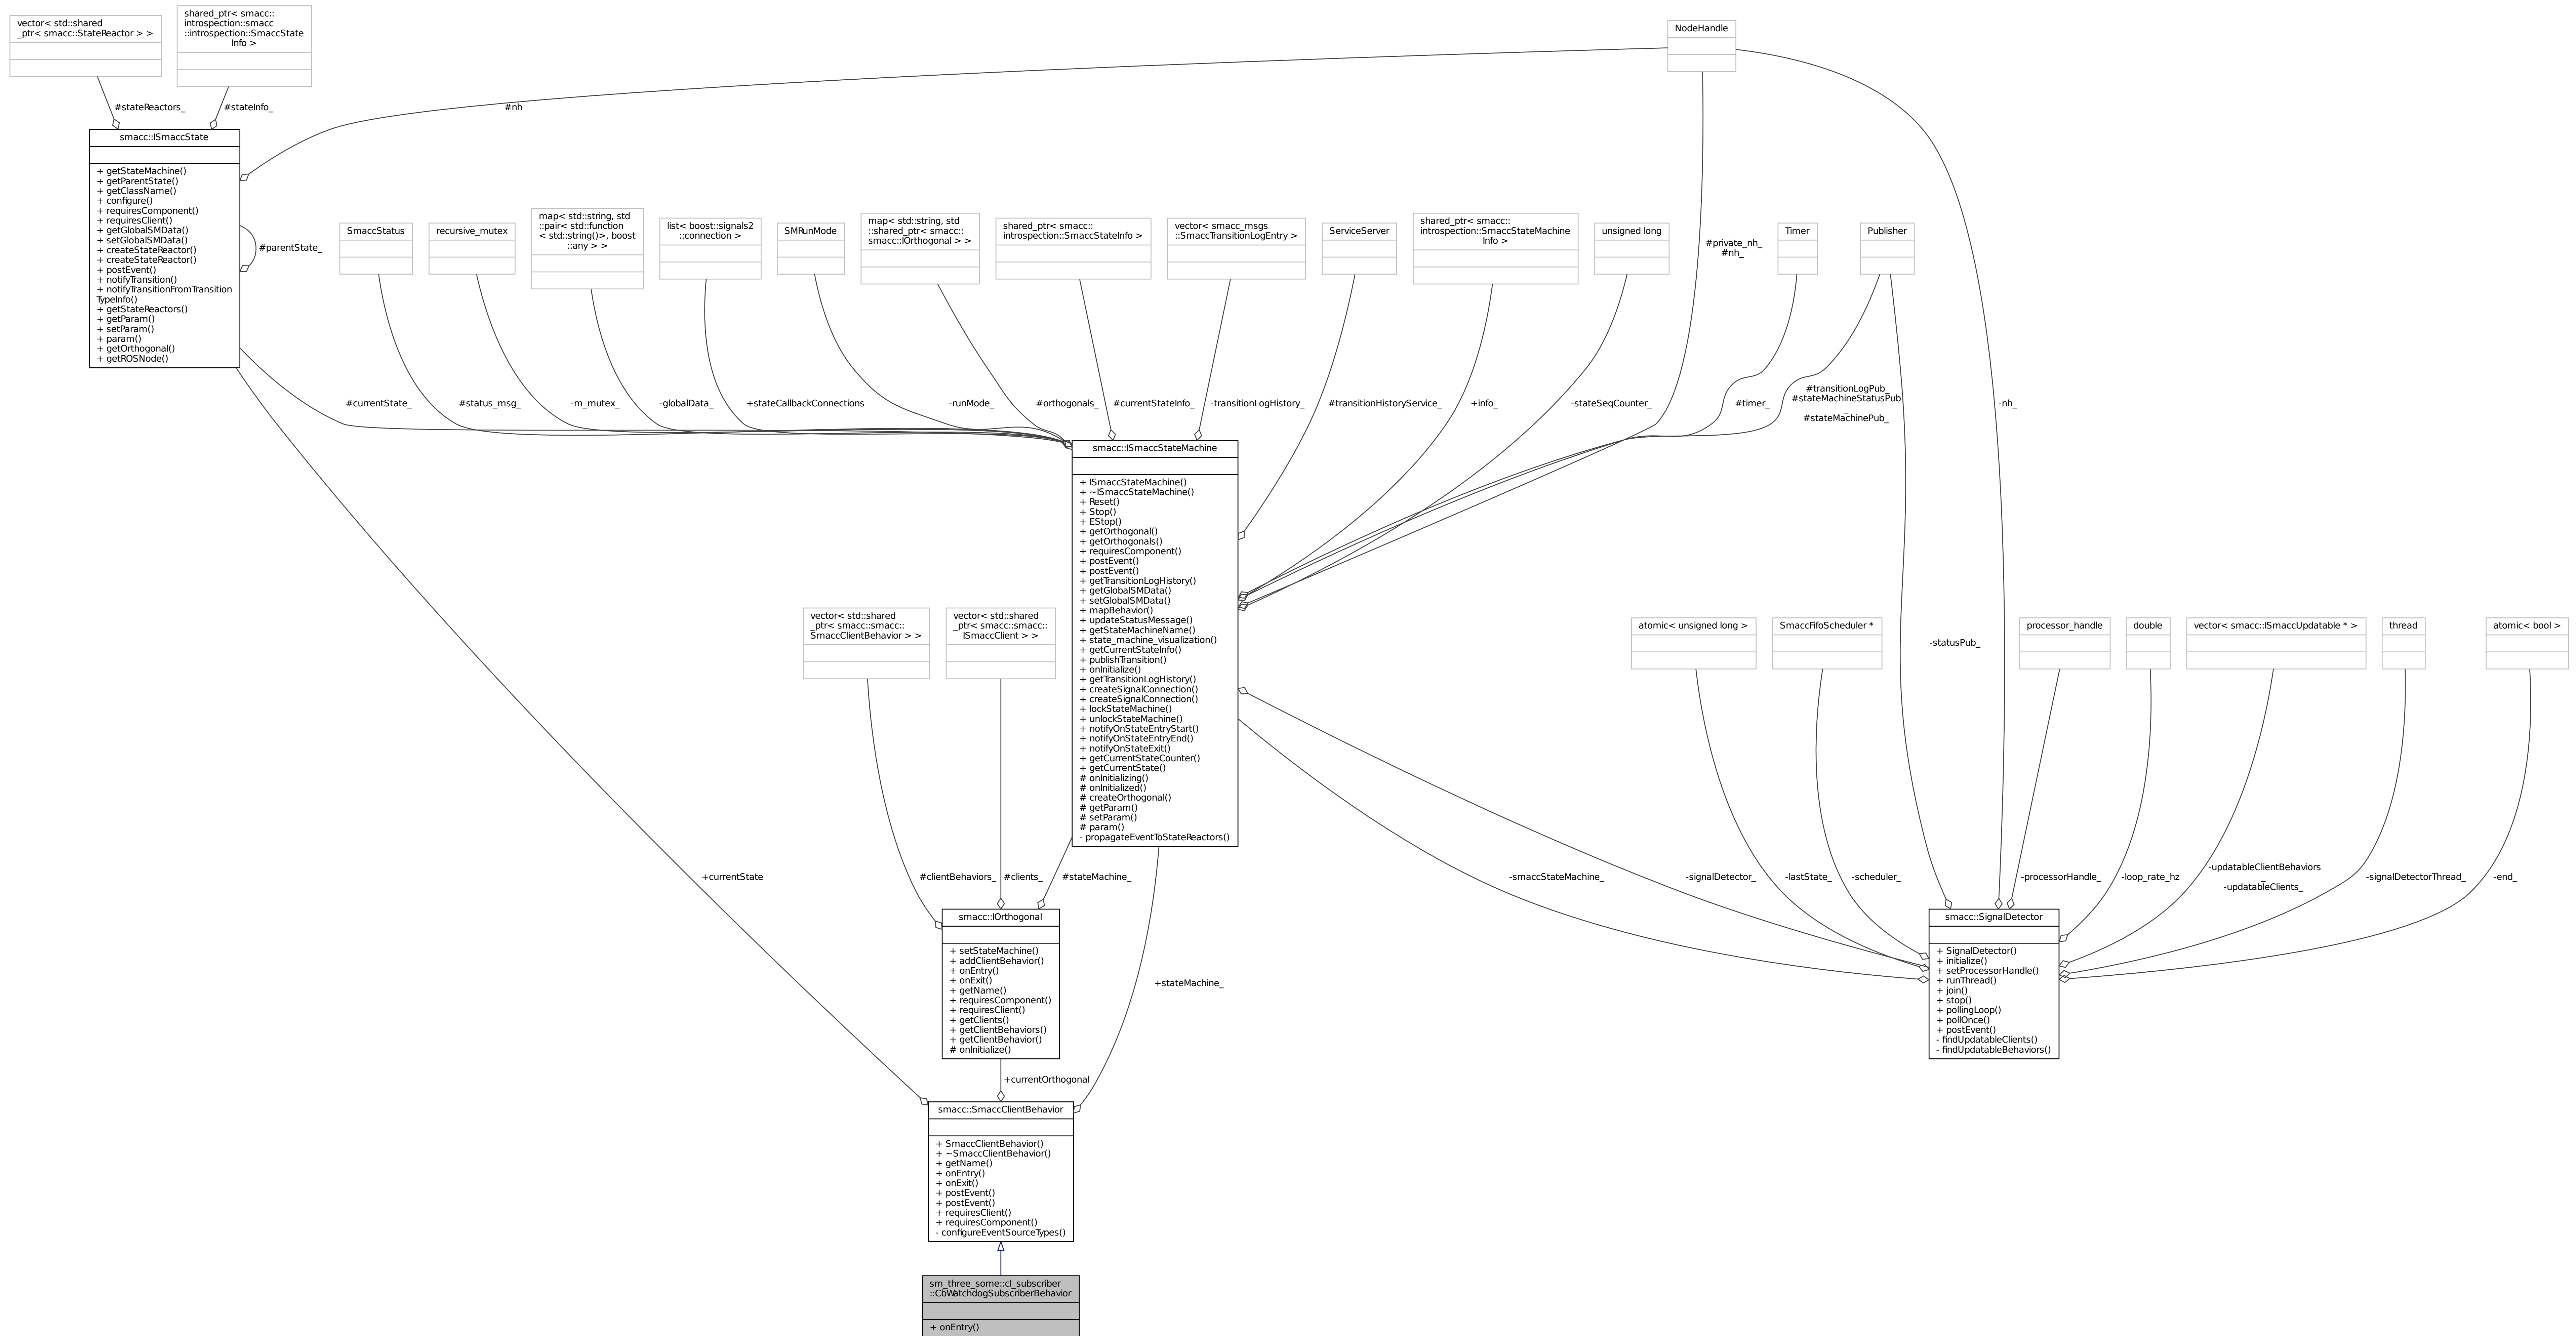 vector< std::shared
_ptr< smacc::StateReactor > >
shared_ptr< smacc::
introspection::smacc
::introspection::SmaccState
Info >
NodeHandle
#stateReactors_
#stateInfo_
#nh
smacc::ISmaccState
+ getStateMachine()
+ getParentState()
+ getClassName()
+ configure()
+ requiresComponent()
+ requiresClient()
+ getGlobalSMData()
+ setGlobalSMData()
+ createStateReactor()
+ createStateReactor()
+ postEvent()
+ notifyTransition()
+ notifyTransitionFromTransition
TypeInfo()
+ getStateReactors()
+ getParam()
+ setParam()
+ param()
+ getOrthogonal()
+ getROSNode()
#parentState_
SmaccStatus
recursive_mutex
map< std::string, std
::pair< std::function
< std::string()>, boost
::any > >
list< boost::signals2
::connection >
SMRunMode
map< std::string, std
::shared_ptr< smacc::
smacc::IOrthogonal > >
shared_ptr< smacc::
introspection::SmaccStateInfo >
vector< smacc_msgs
::SmaccTransitionLogEntry >
ServiceServer
shared_ptr< smacc::
introspection::SmaccStateMachine
Info >
unsigned long
#private_nh_
#nh_
Timer
Publisher
#currentState_
#status_msg_
-m_mutex_
-globalData_
+stateCallbackConnections
-runMode_
#orthogonals_
#currentStateInfo_
-transitionLogHistory_
#transitionHistoryService_
+info_
-stateSeqCounter_
#timer_
#transitionLogPub_
#stateMachineStatusPub
_
#stateMachinePub_
-nh_
smacc::ISmaccStateMachine
+ ISmaccStateMachine()
+ ~ISmaccStateMachine()
+ Reset()
+ Stop()
+ EStop()
+ getOrthogonal()
+ getOrthogonals()
+ requiresComponent()
+ postEvent()
+ postEvent()
+ getTransitionLogHistory()
+ getGlobalSMData()
+ setGlobalSMData()
+ mapBehavior()
+ updateStatusMessage()
+ getStateMachineName()
+ state_machine_visualization()
+ getCurrentStateInfo()
+ publishTransition()
+ onInitialize()
+ getTransitionLogHistory()
+ createSignalConnection()
+ createSignalConnection()
+ lockStateMachine()
+ unlockStateMachine()
+ notifyOnStateEntryStart()
+ notifyOnStateEntryEnd()
+ notifyOnStateExit()
+ getCurrentStateCounter()
+ getCurrentState()
# onInitializing()
# onInitialized()
# createOrthogonal()
# getParam()
# setParam()
# param()
- propagateEventToStateReactors()
vector< std::shared
_ptr< smacc::smacc::
SmaccClientBehavior > >
vector< std::shared
_ptr< smacc::smacc::
ISmaccClient > >
atomic< unsigned long >
SmaccFifoScheduler *
-statusPub_
processor_handle
double
vector< smacc::ISmaccUpdatable * >
thread
atomic< bool >
+currentState
#clientBehaviors_
#clients_
#stateMachine_
-smaccStateMachine_
-signalDetector_
-lastState_
-scheduler_
-processorHandle_
-loop_rate_hz
-updatableClientBehaviors
_
-updatableClients_
-signalDetectorThread_
-end_
smacc::IOrthogonal
+ setStateMachine()
+ addClientBehavior()
+ onEntry()
+ onExit()
+ getName()
+ requiresComponent()
+ requiresClient()
+ getClients()
+ getClientBehaviors()
+ getClientBehavior()
# onInitialize()
+stateMachine_
smacc::SignalDetector
+ SignalDetector()
+ initialize()
+ setProcessorHandle()
+ runThread()
+ join()
+ stop()
+ pollingLoop()
+ pollOnce()
+ postEvent()
- findUpdatableClients()
- findUpdatableBehaviors()
+currentOrthogonal
smacc::SmaccClientBehavior
+ SmaccClientBehavior()
+ ~SmaccClientBehavior()
+ getName()
+ onEntry()
+ onExit()
+ postEvent()
+ postEvent()
+ requiresClient()
+ requiresComponent()
- configureEventSourceTypes()
sm_three_some::cl_subscriber
::CbWatchdogSubscriberBehavior
+ onEntry()